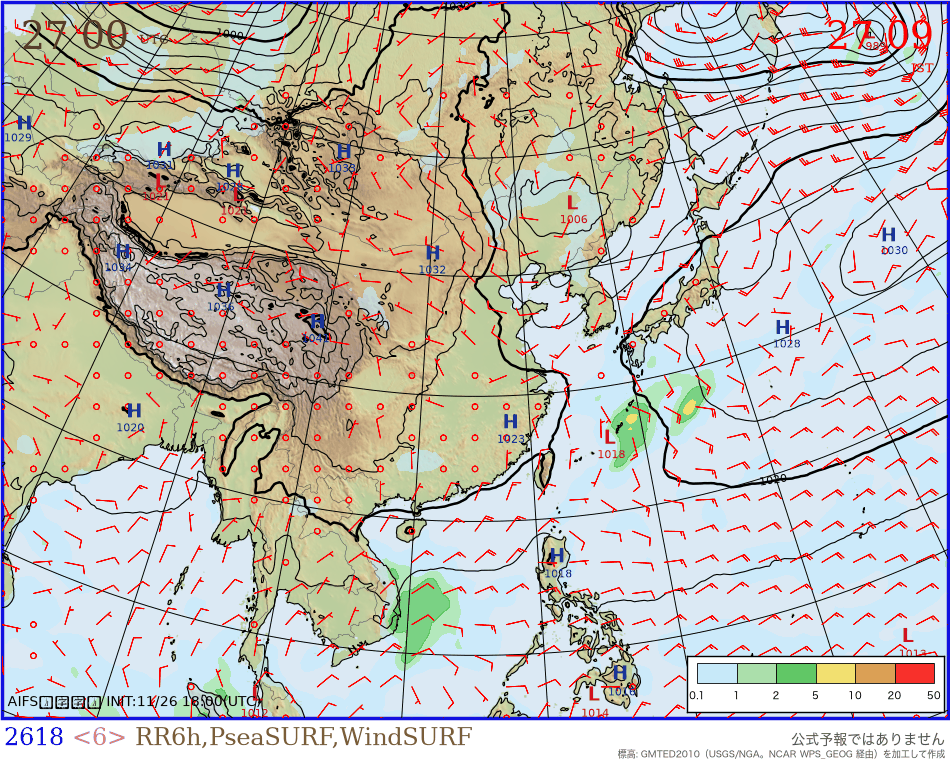 27.00 UTC
27.09
JST
1000
H
1029
H
1031
H
L
H
L
1006
H
1030
H
1034
H
1032
H
H
H
1028
H
1020
H
1023
L
1018
1020
H
1018
L
H
L
1014
L
1012
0.1 1 2 5 10 20 50
AIFS INIT:11/26 18:00(UTC)
2618 <6> RR6h,PseaSURF,WindSURF
公式予報ではありません
標高: GMTED2010（USGS/NGA。NCAR WPS_GEOG 経由）を加工して作成